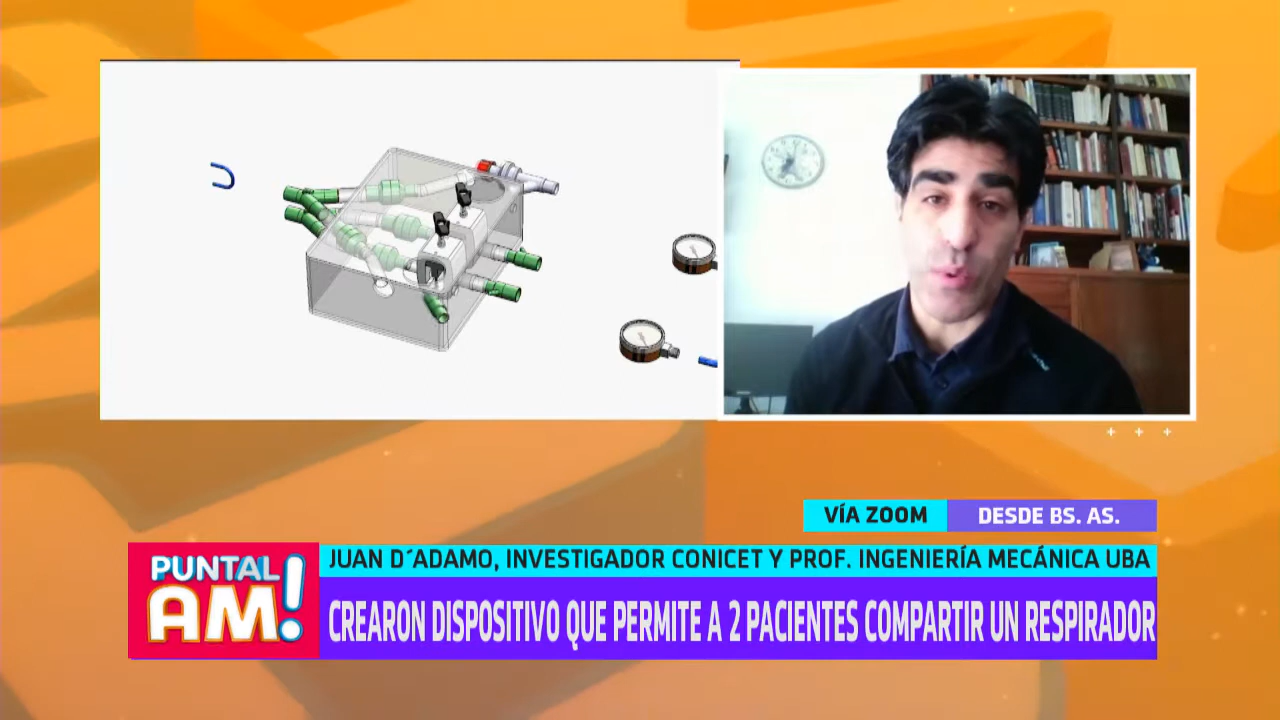 VÍA ZOOM
DESDE BS. AS.
PUNTAL
AM!
JUAN D´ADAMO, INVESTIGADOR CONICET Y PROF. INGENIERÍA MECÁNICA UBA
CREARON DISPOSITIVO QUE PERMITE A 2 PACIENTES COMPARTIR UN RESPIRADOR